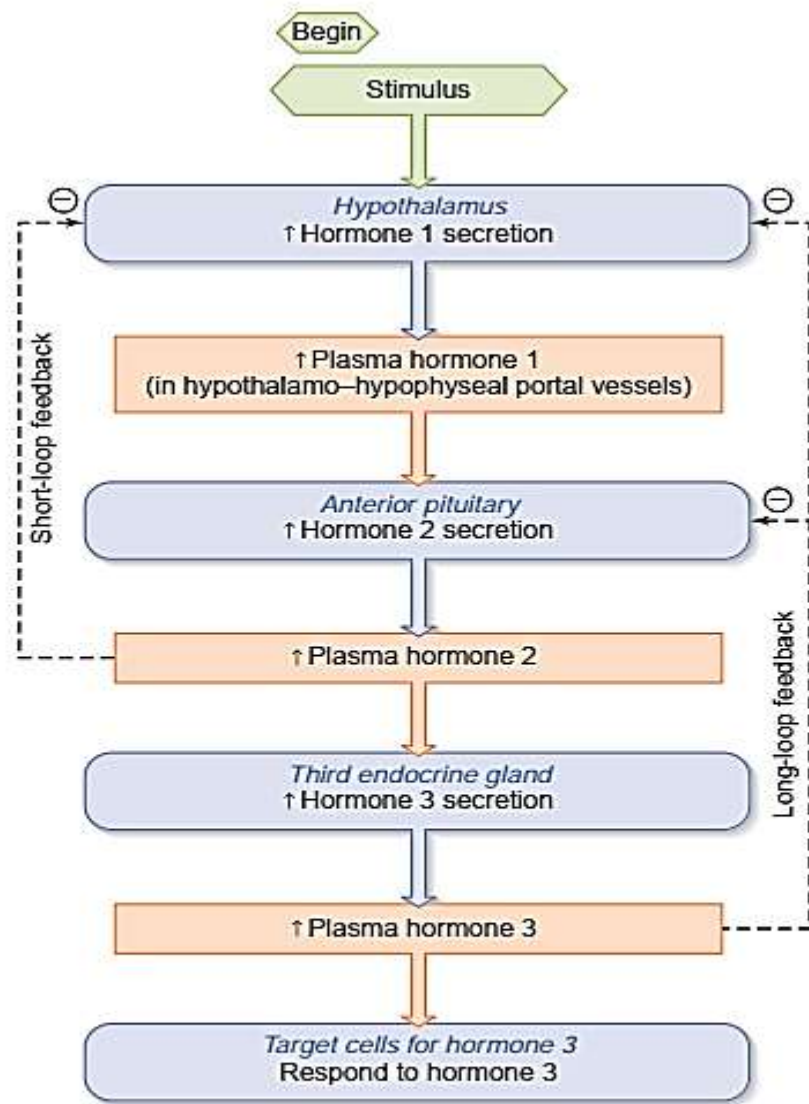 Begin
Stimulus
Hypothalamus
↑Hormone 1 secretion
↑Plasma hormone 1
(in hypothalamo–hypophyseal portal vessels)
Anterior pituitary
↑Hormone 2 secretion
↑Plasma hormone 2
Third endocrine gland
↑Hormone 3 secretion
↑Plasma hormone 3
Target cells for hormone 3
Respond to hormone 3
Short-loop feedback
Long-loop feedback
−
−
−